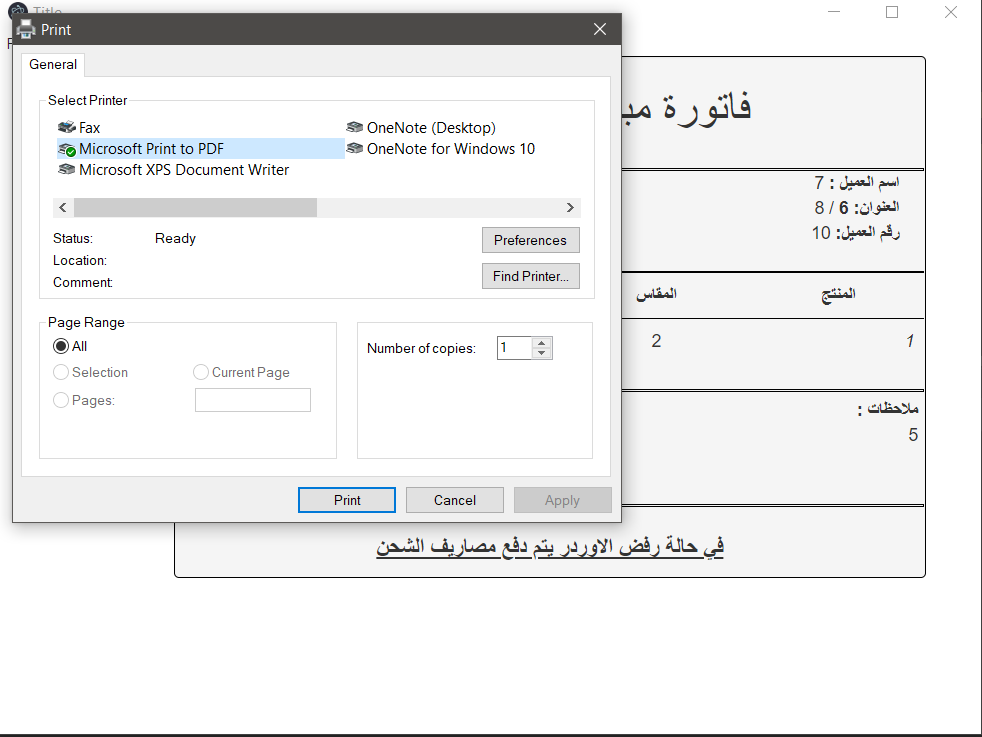 Title
Print
General
Select Printer
Fax
OneNote (Desktop)
Microsoft Print to PDF
OneNote for Windows 10
Microsoft XPS Document Writer
Status: Ready
Preferences
Location:
Comment:
Find Printer...
Page Range
All
Number of copies: 1
Selection
Current Page
Pages:
Print
Cancel
Apply
فاتورة
اسم العميل : 7
العنوان: 6 / 8
رقم العميل: 10
المنتج المقاس
1 2
ملاحظات :
5
في حالة رفض الاوردر يتم دفع مصاريف الشحن